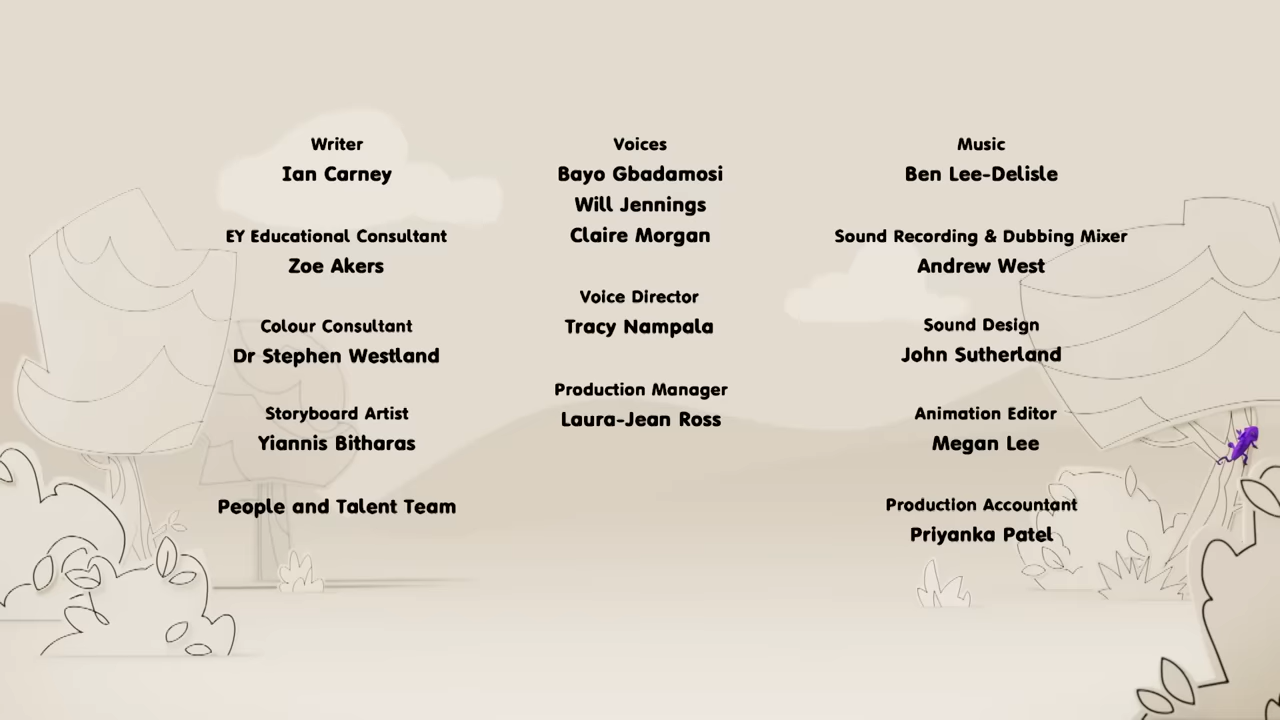 Writer
Ian Carney
EY Educational Consultant
Zoe Akers
Colour Consultant
Dr Stephen Westland
Storyboard Artist
Yiannis Bitharas
People and Talent Team
Voices
Bayo Gbadamosi
Will Jennings
Claire Morgan
Voice Director
Tracy Nampala
Production Manager
Laura-Jean Ross
Music
Ben Lee-Delisle
Sound Recording & Dubbing Mixer
Andrew West
Sound Design
John Sutherland
Animation Editor
Megan Lee
Production Accountant
Priyanka Patel